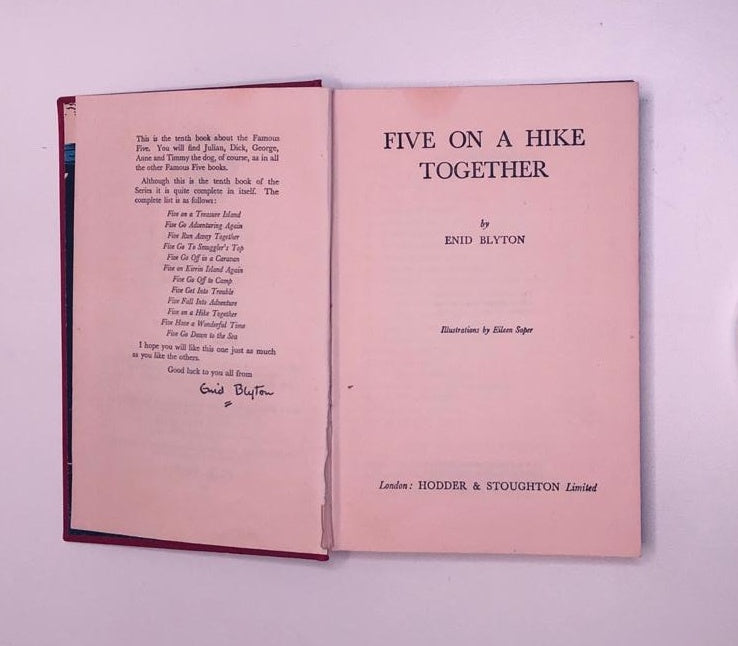 This is the tenth book about the Famous
Five. You will find Julian, Dick, George,
Anne and Timmy the dog, of course, as in all
the other Famous Five books.
Although this is the tenth book of the
Series it is quite complete in itself. The
complete list is as follows:
Five on a Treasure Island
Five Go Adventuring Again
Five Run Away Together
Five Go To Smuggler's Top
Five Go Off in a Caravan
Five on Kirrin Island Again
Five Go Off to Camp
Five Get Into Trouble
Five Fall Into Adventure
Five on a Hike Together
Five Have a Wonderful Time
Five Go Down to the Sea
I hope you will like this one just as much
as you like the others.
Good luck to you all from
Enid Blyton
FIVE ON A HIKE
TOGETHER
by
ENID BLYTON
Illustrations by Eileen Soper
London: HODDER & STOUGHTON Limited